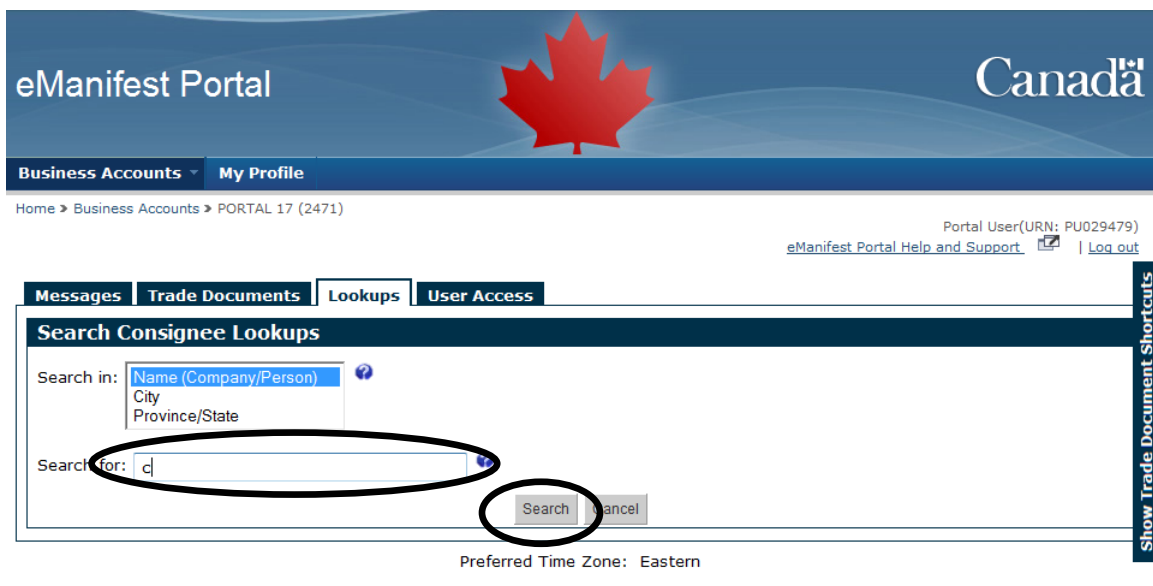 eManifest Portal
Canada
Business Accounts My Profile
Home > Business Accounts > PORTAL 17 (2471)
Portal User(URN: PU029479)
eManifest Portal Help and Support | Log out
Messages Trade Documents Lookups User Access
Search Consignee Lookups
Search in: Name (Company/Person) ?
City
Province/State
Search for: c ?
Search Cancel
Show Trade Document Shortcuts
Preferred Time Zone: Eastern